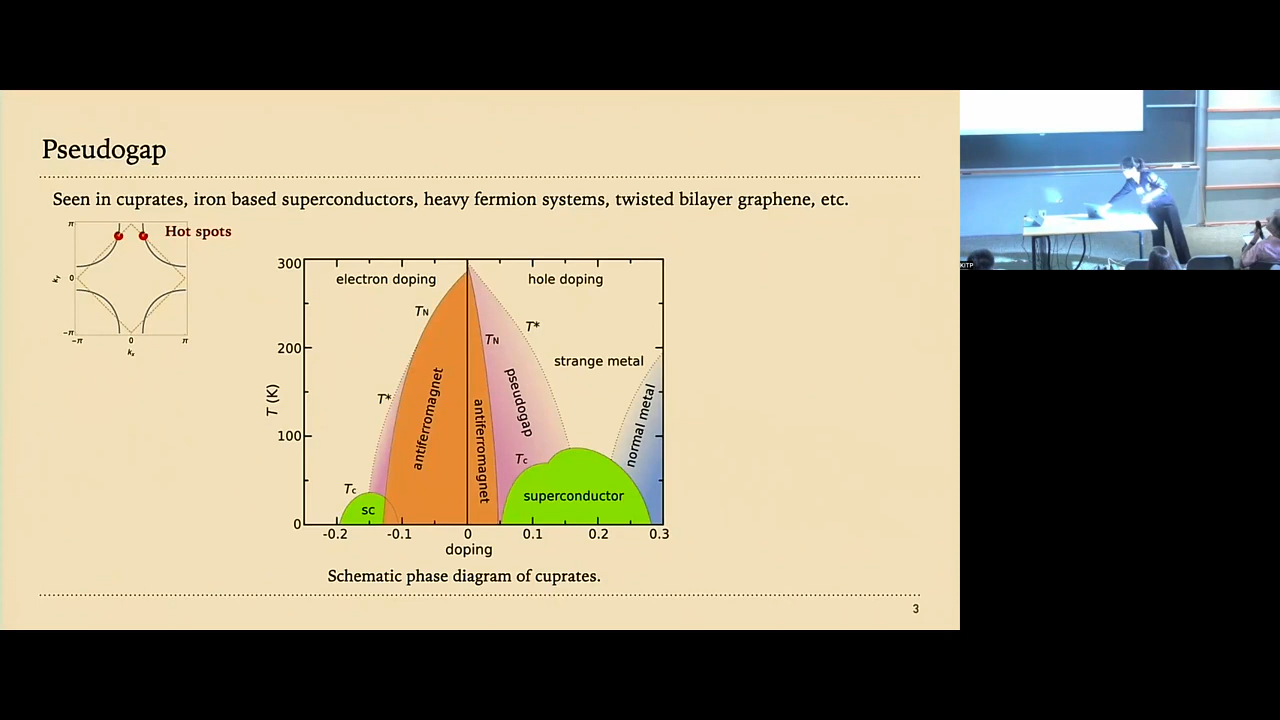 Pseudogap
Seen in cuprates, iron based superconductors, heavy fermion systems, twisted bilayer graphene, etc.
Hot spots
π
0
−π
k_y
−π
0
π
k_x
300
200
100
0
T (K)
electron doping
hole doping
T_N
T*
T_N
strange metal
T*
antiferromagnet
antiferromagnet
pseudogap
normal metal
T_c
T_c
sc
superconductor
-0.2
-0.1
0
0.1
0.2
0.3
doping
Schematic phase diagram of cuprates.
3
KITP